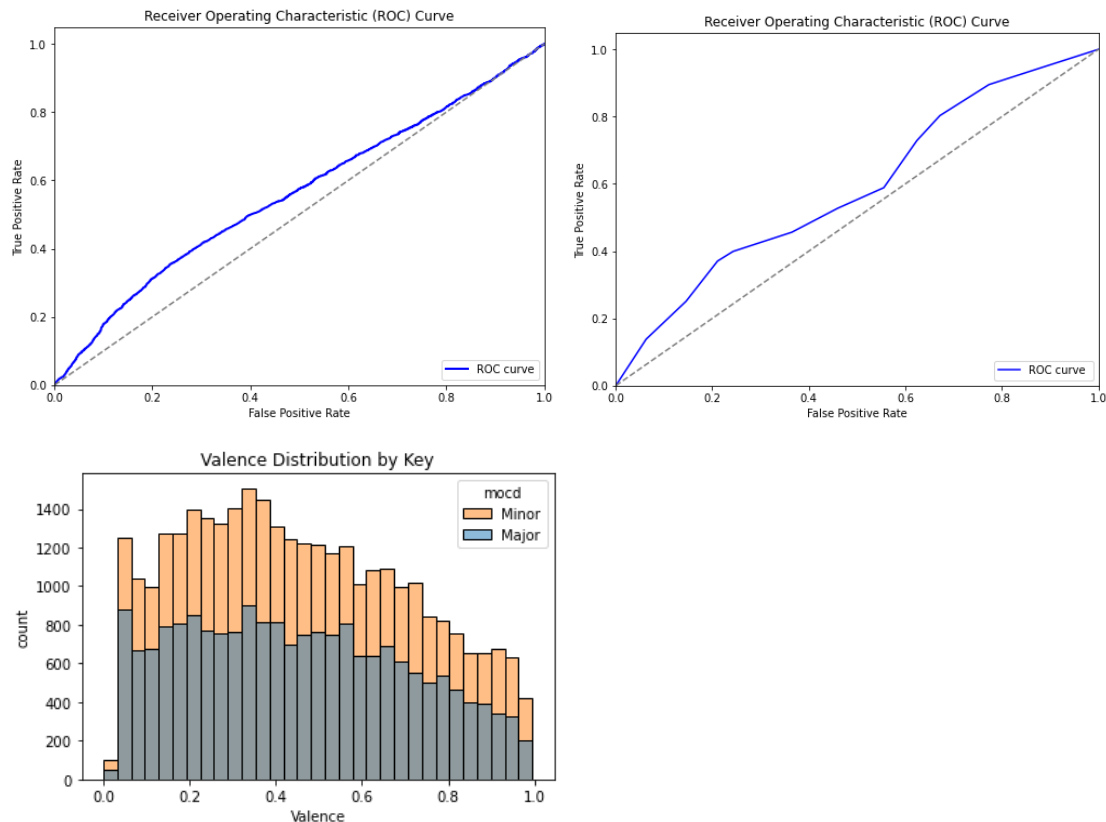 Receiver Operating Characteristic (ROC) Curve
True Positive Rate
1.0
0.8
0.6
0.4
0.2
0.0
0.0 0.2 0.4 0.6 0.8 1.0
False Positive Rate
ROC curve
Receiver Operating Characteristic (ROC) Curve
True Positive Rate
1.0
0.8
0.6
0.4
0.2
0.0
0.0 0.2 0.4 0.6 0.8 1.0
False Positive Rate
ROC curve
Valence Distribution by Key
mocd
Minor
Major
count
1400
1200
1000
800
600
400
200
0
0.0 0.2 0.4 0.6 0.8 1.0
Valence